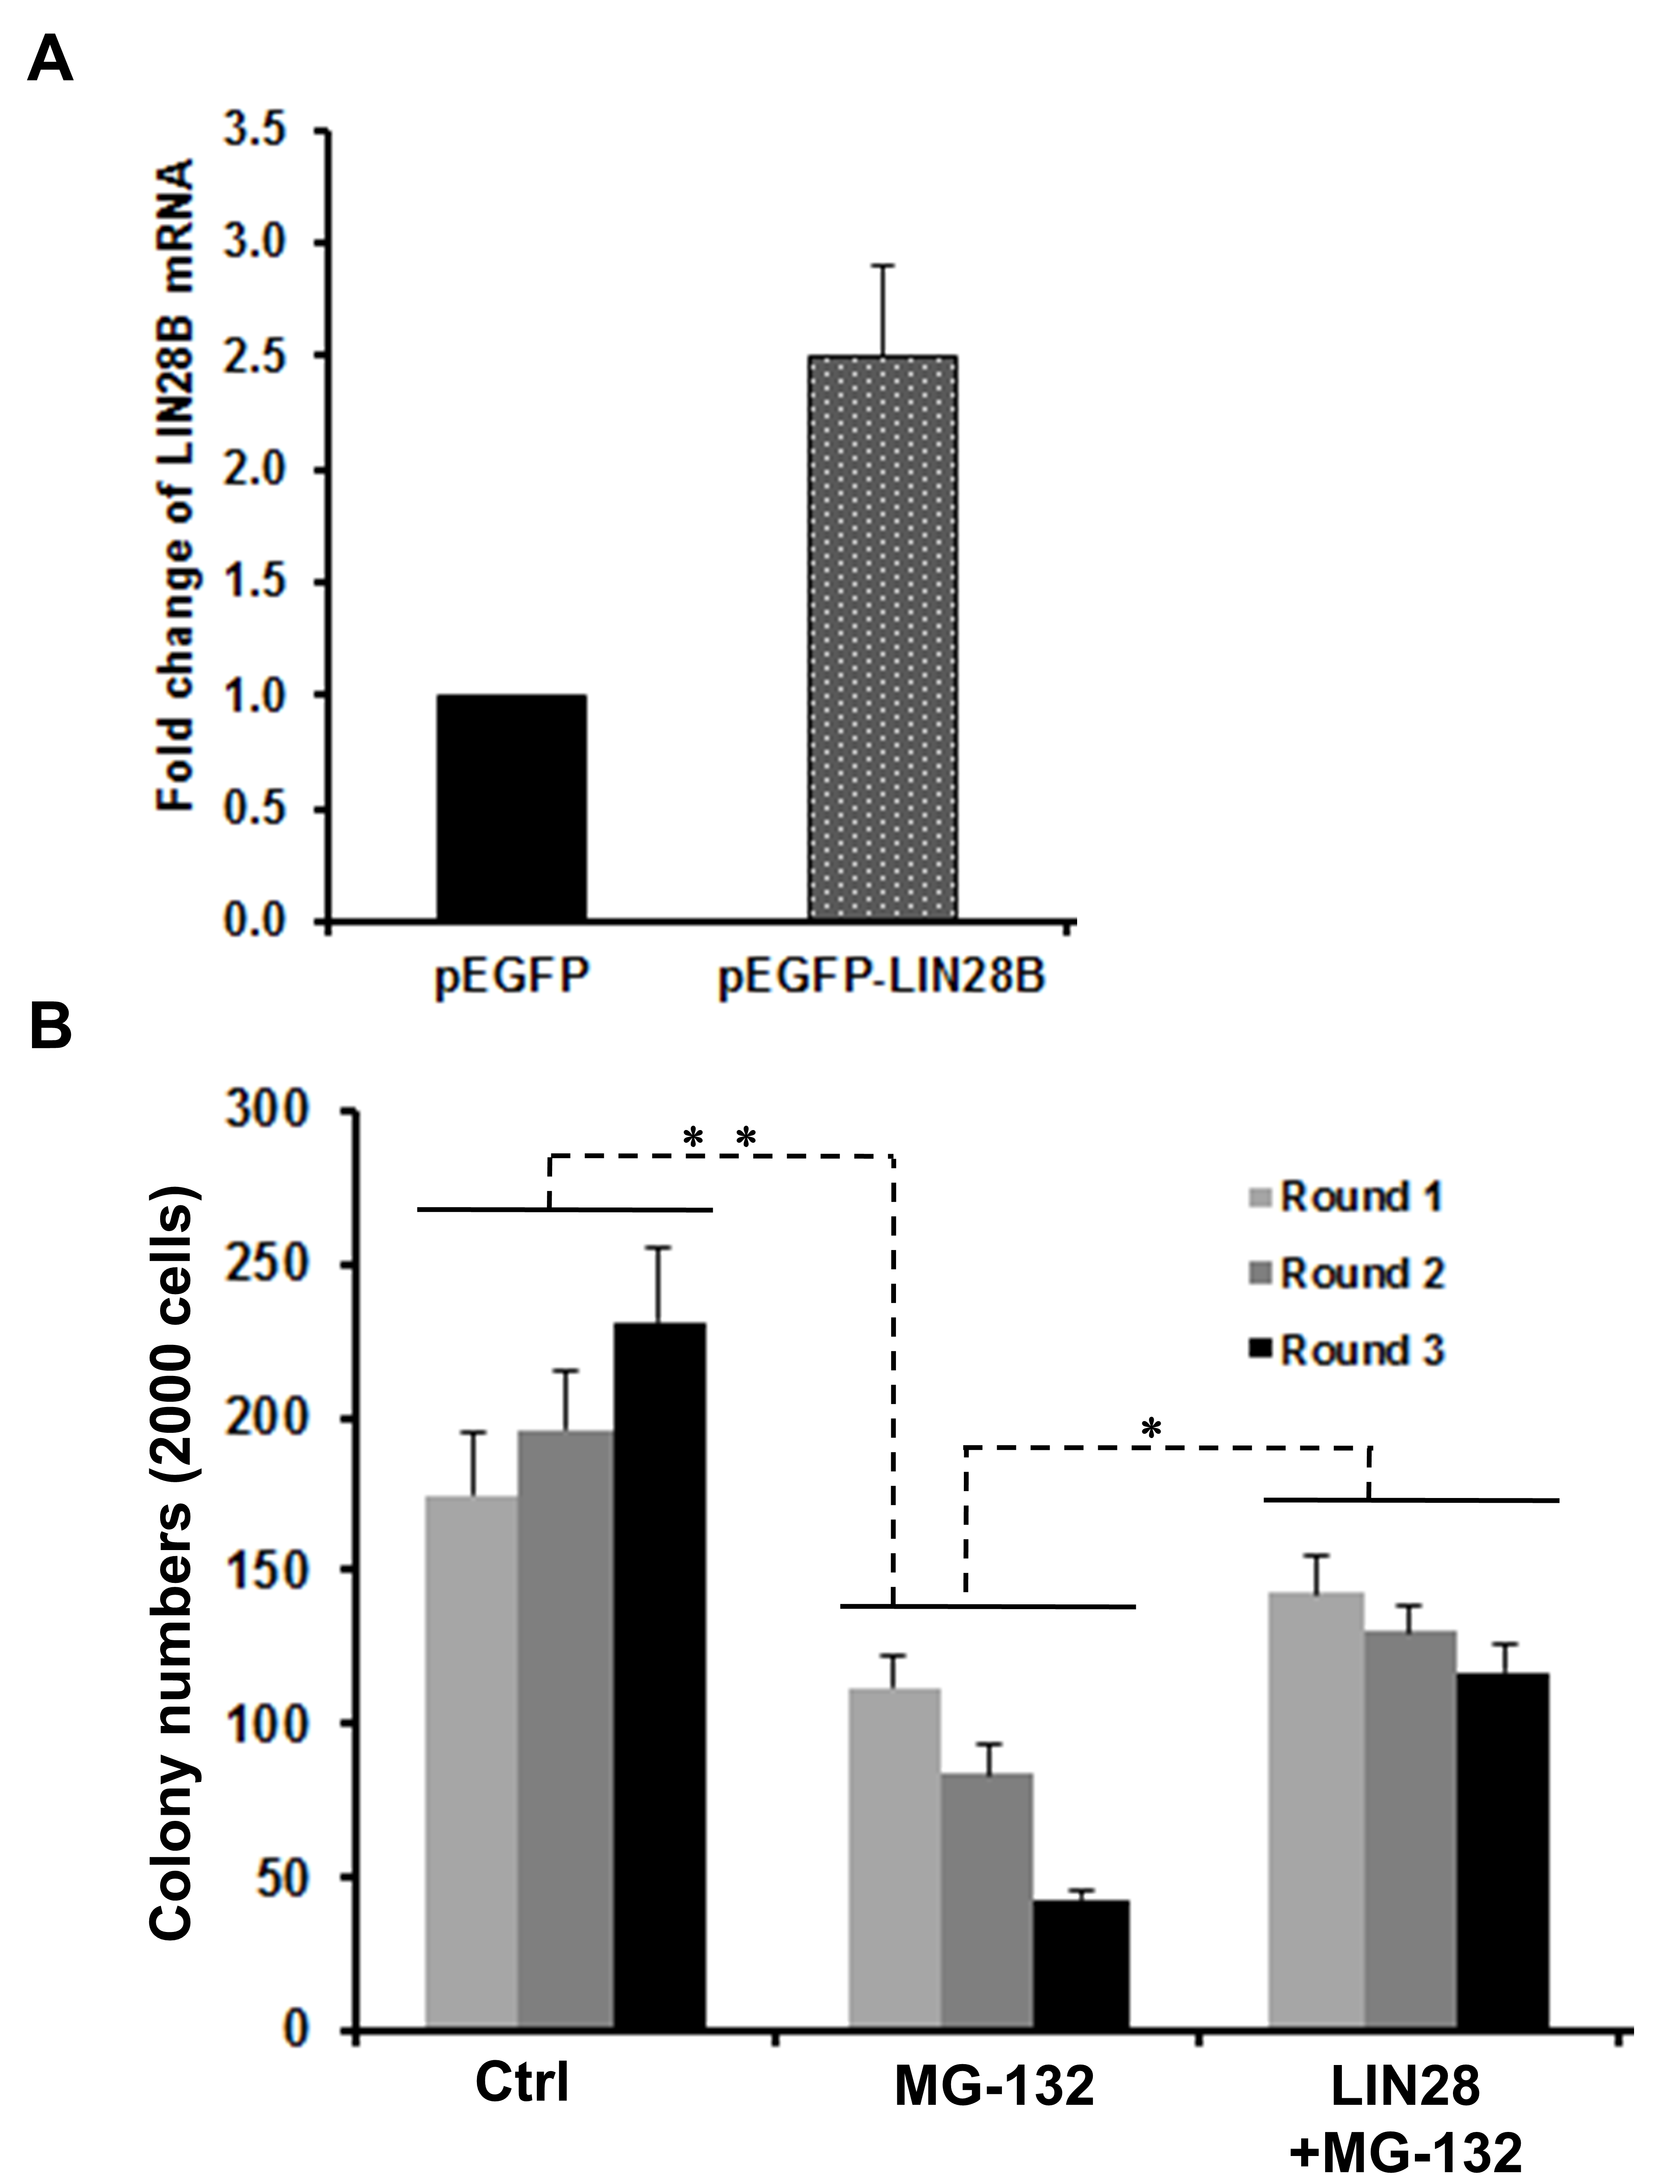 A
Fold change of LIN28B mRNA
3.5
3.0
2.5
2.0
1.5
1.0
0.5
0.0
pEGFP
pEGFP-LIN28B
B
Colony numbers (2000 cells)
300
250
200
150
100
50
0
* *
*
Round 1
Round 2
Round 3
Ctrl
MG-132
LIN28
+MG-132